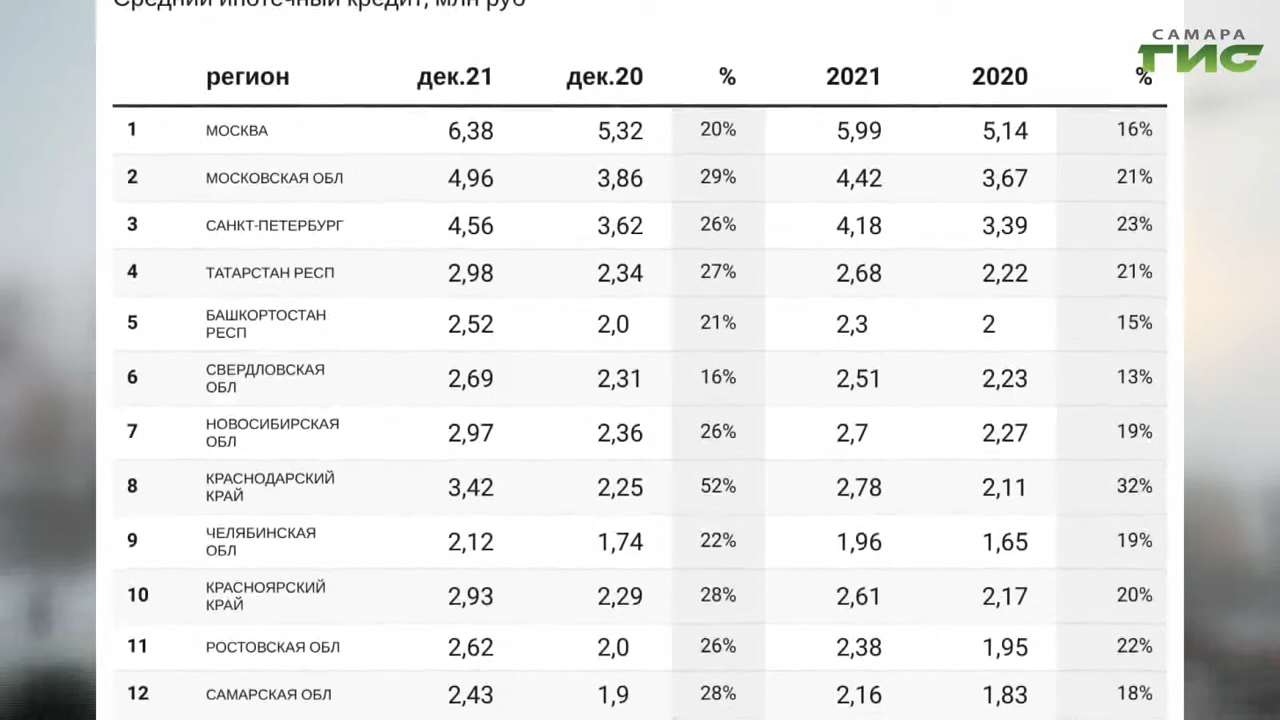 Средний ипотечный кредит, млн руб
САМАРА
ГИС
регион дек.21 дек.20 % 2021 2020 %
1 МОСКВА 6,38 5,32 20% 5,99 5,14 16%
2 МОСКОВСКАЯ ОБЛ 4,96 3,86 29% 4,42 3,67 21%
3 САНКТ-ПЕТЕРБУРГ 4,56 3,62 26% 4,18 3,39 23%
4 ТАТАРСТАН РЕСП 2,98 2,34 27% 2,68 2,22 21%
5 БАШКОРТОСТАН
РЕСП 2,52 2,0 21% 2,3 2 15%
6 СВЕРДЛОВСКАЯ
ОБЛ 2,69 2,31 16% 2,51 2,23 13%
7 НОВОСИБИРСКАЯ
ОБЛ 2,97 2,36 26% 2,7 2,27 19%
8 КРАСНОДАРСКИЙ
КРАЙ 3,42 2,25 52% 2,78 2,11 32%
9 ЧЕЛЯБИНСКАЯ
ОБЛ 2,12 1,74 22% 1,96 1,65 19%
10 КРАСНОЯРСКИЙ
КРАЙ 2,93 2,29 28% 2,61 2,17 20%
11 РОСТОВСКАЯ ОБЛ 2,62 2,0 26% 2,38 1,95 22%
12 САМАРСКАЯ ОБЛ 2,43 1,9 28% 2,16 1,83 18%